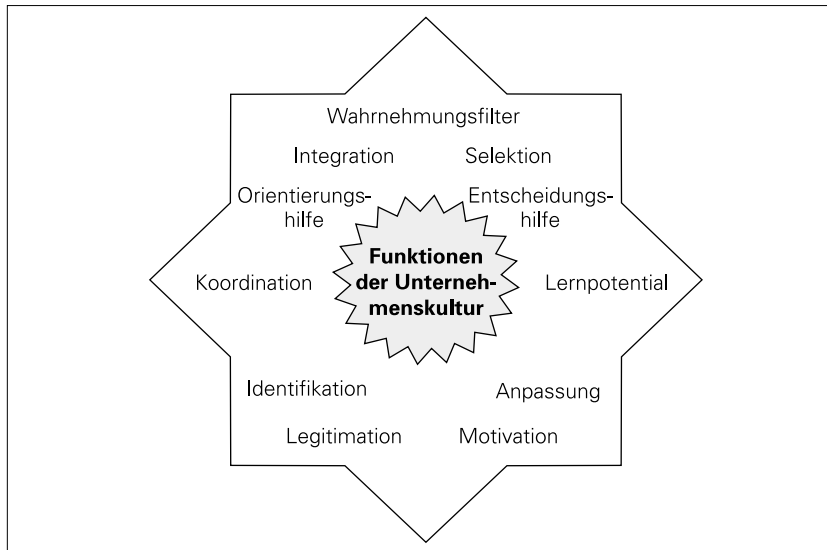 Wahrnehmungsfilter
Integration Selektion
Orientierungs-
hilfe
Entscheidungs-
hilfe
Funktionen
der Unterneh-
menskultur
Koordination
Lernpotential
Identifikation Anpassung
Legitimation Motivation